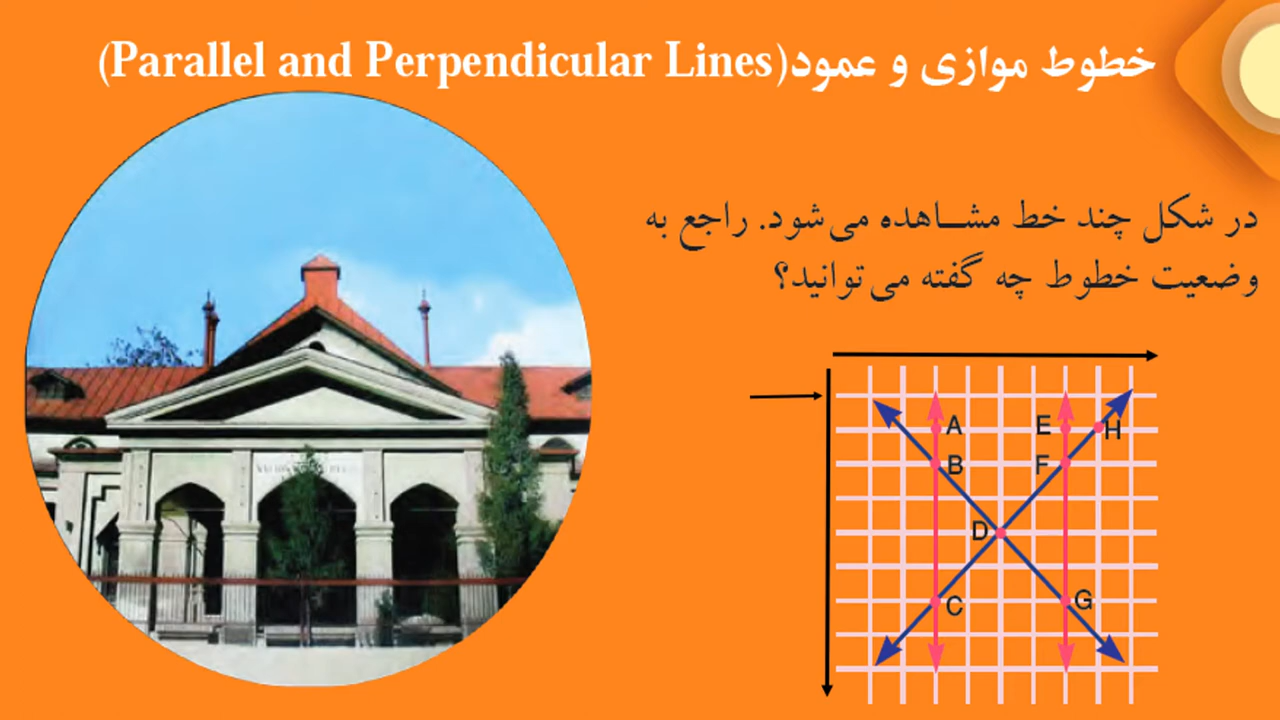 خطوط موازی و عمود(Parallel and Perpendicular Lines)
در شکل چند خط مشاهده می‌شود. راجع به
وضعیت خطوط چه گفته می‌توانید؟
A E H
B F
D
C G